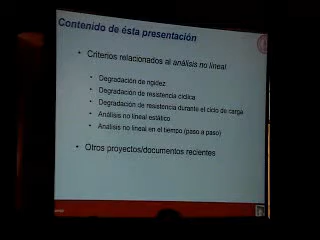 Contenido de ésta presentación
• Criterios relacionados al análisis no lineal
• Degradación de rigidez
• Degradación de resistencia cíclica
• Degradación de resistencia durante el ciclo de carga
• Análisis no lineal estático
• Análisis no lineal en el tiempo (paso a paso)
• Otros proyectos/documentos recientes